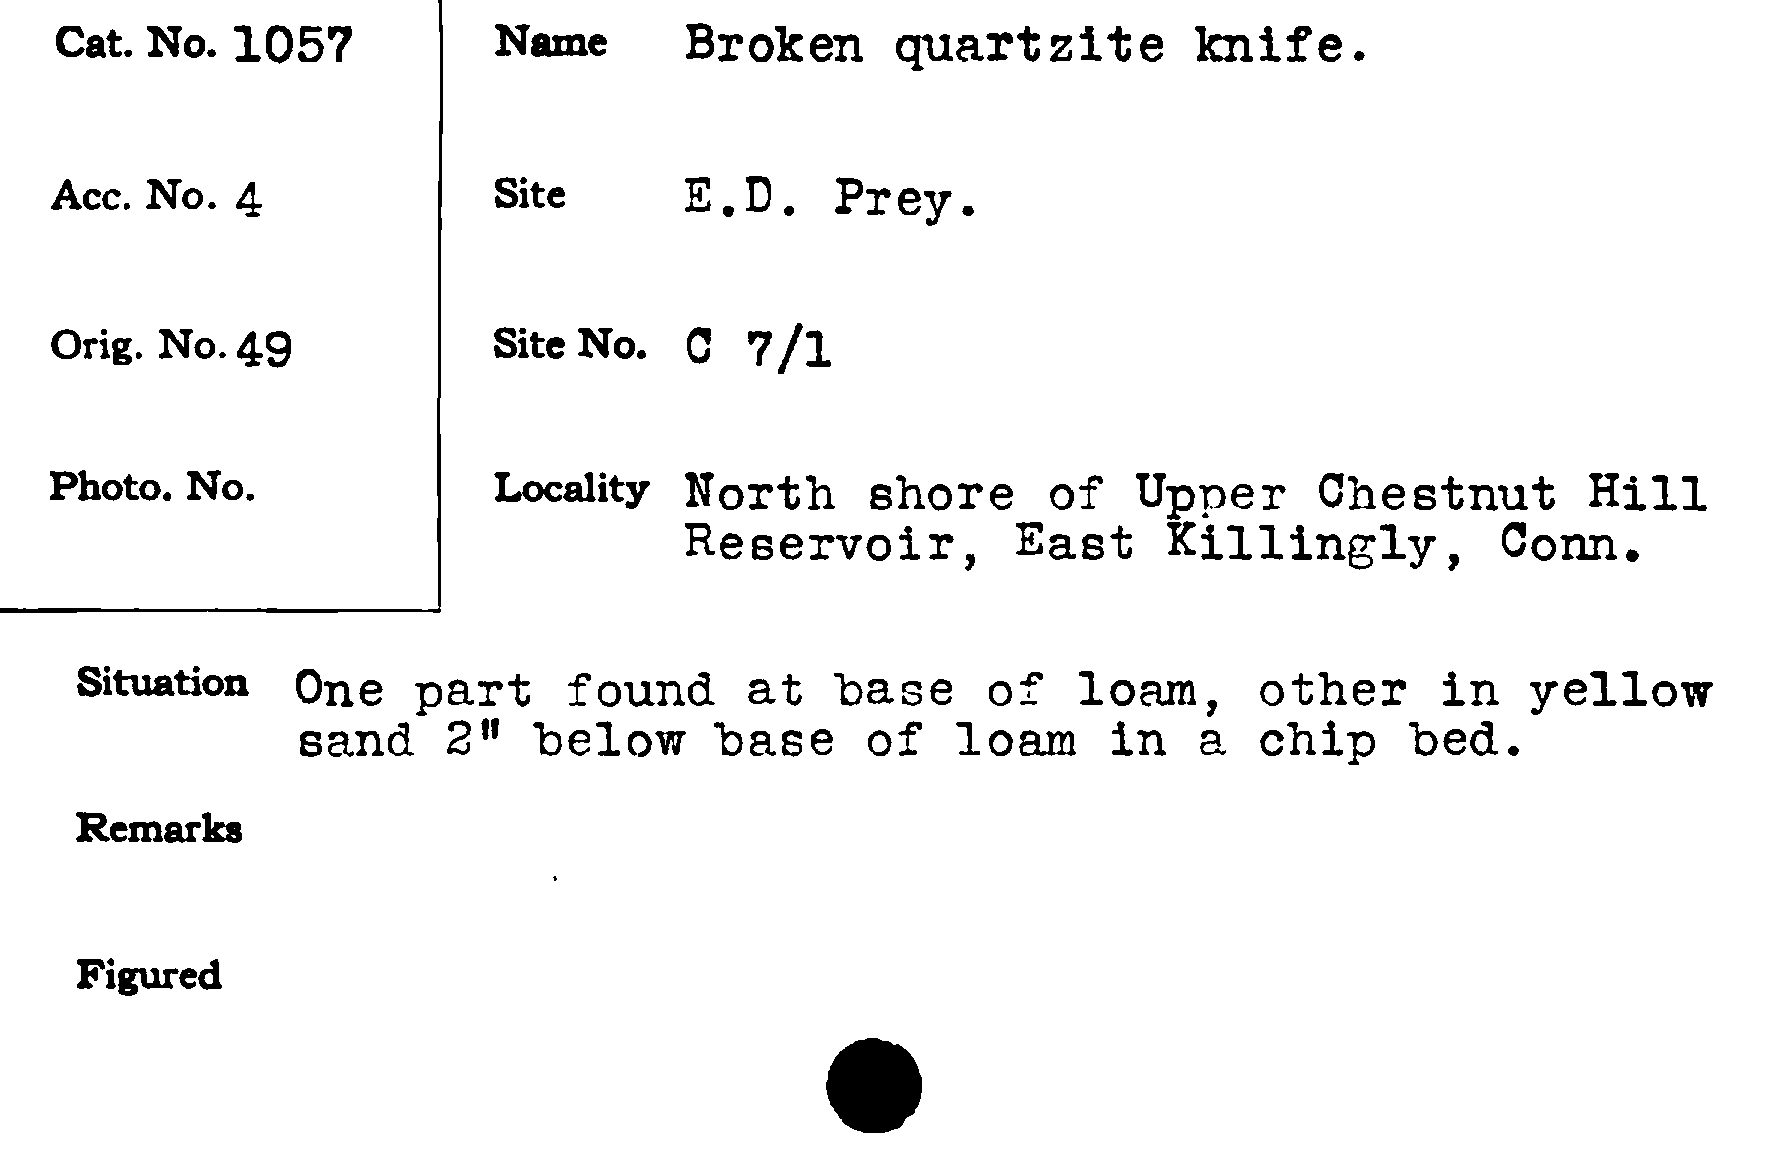 Cat. No. 1057
Name Broken quartzite knife.
Acc. No. 4
Site E.D. Prey.
Orig. No. 49
Site No. C 7/1
Photo. No.
Locality North shore of Upper Chestnut Hill
Reservoir, East Killingly, Conn.
Situation One part found at base of loam, other in yellow
sand 2" below base of loam in a chip bed.
Remarks
Figured